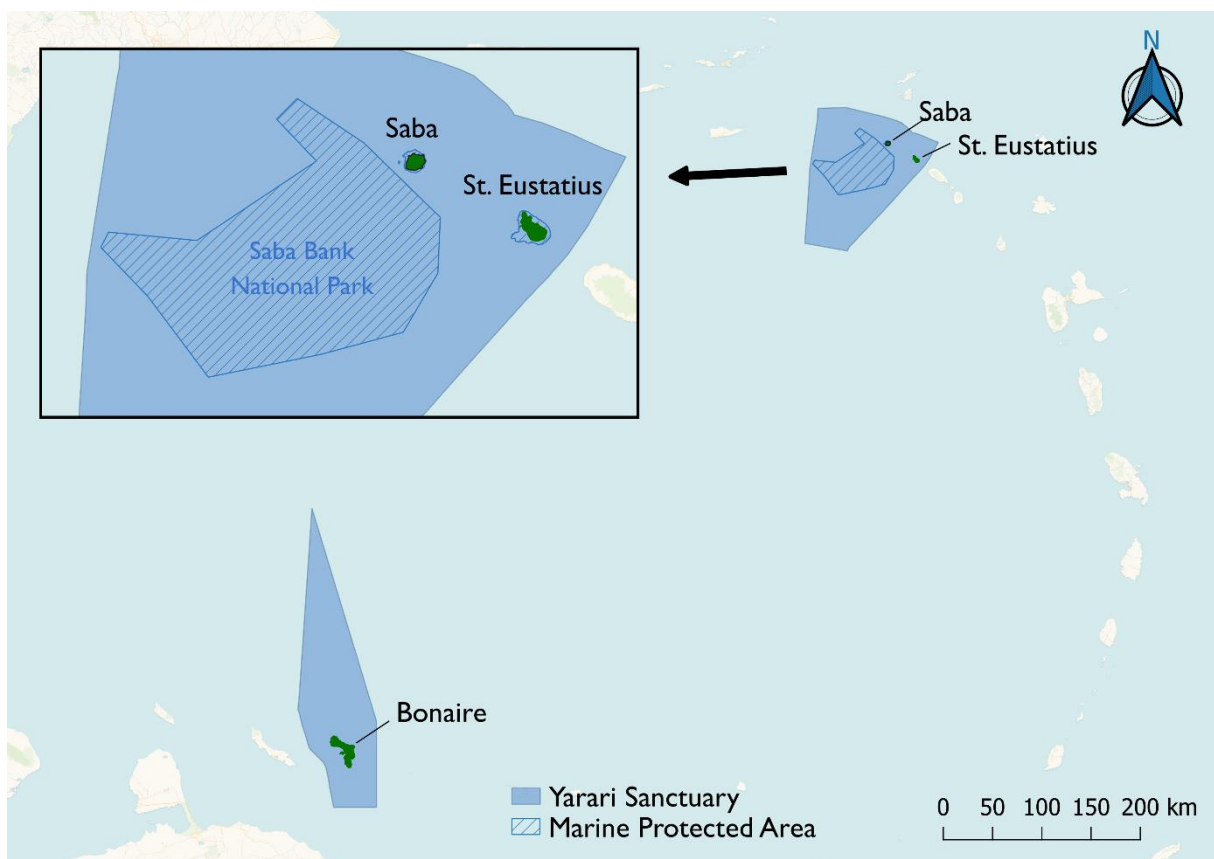 N
Saba
St. Eustatius
Saba
St. Eustatius
Saba Bank
National Park
Bonaire
Yarari Sanctuary
Marine Protected Area
0 50 100 150 200 km